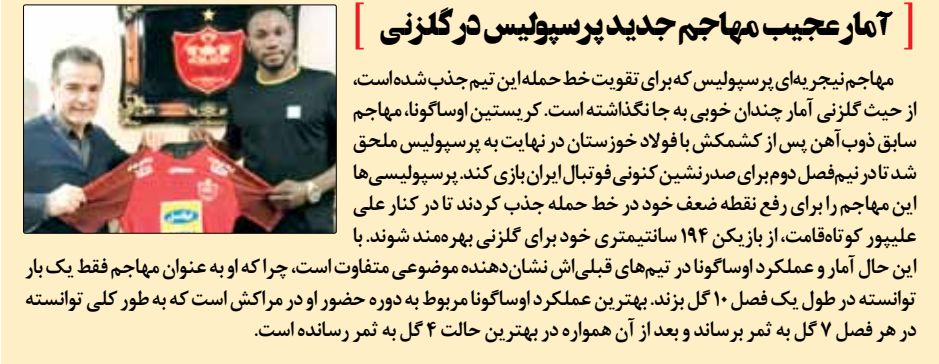 [ آمار عجیب مهاجم جدید پرسپولیس در گلزنی ]
مهاجم نیجریه‌ای پرسپولیس که برای تقویت خط حمله این تیم جذب شده است،
از حیث گلزنی آمار چندان خوبی به جا نگذاشته است. کریستین اوساگونا، مهاجم
سابق ذوب‌آهن پس از کشمکش با فولاد خوزستان در نهایت به پرسپولیس ملحق
شد تا در نیم‌فصل دوم برای صدرنشین کنونی فوتبال ایران بازی کند. پرسپولیسی‌ها
این مهاجم را برای رفع نقطه ضعف خود در خط حمله جذب کردند تا در کنار علی
علیپور کوتاه‌قامت، از بازیکن ۱۹۴ سانتیمتری خود برای گلزنی بهره‌مند شوند. با
این حال آمار و عملکرد اوساگونا در تیم‌های قبلی‌اش نشان‌دهنده موضوعی متفاوت است، چرا که او به عنوان مهاجم فقط یک بار
توانسته در طول یک فصل ۱۰ گل بزند. بهترین عملکرد اوساگونا مربوط به دوره حضور او در مراکش است که به طور کلی توانسته
در هر فصل ۷ گل به ثمر برساند و بعد از آن همواره در بهترین حالت ۴ گل به ثمر رسانده است.